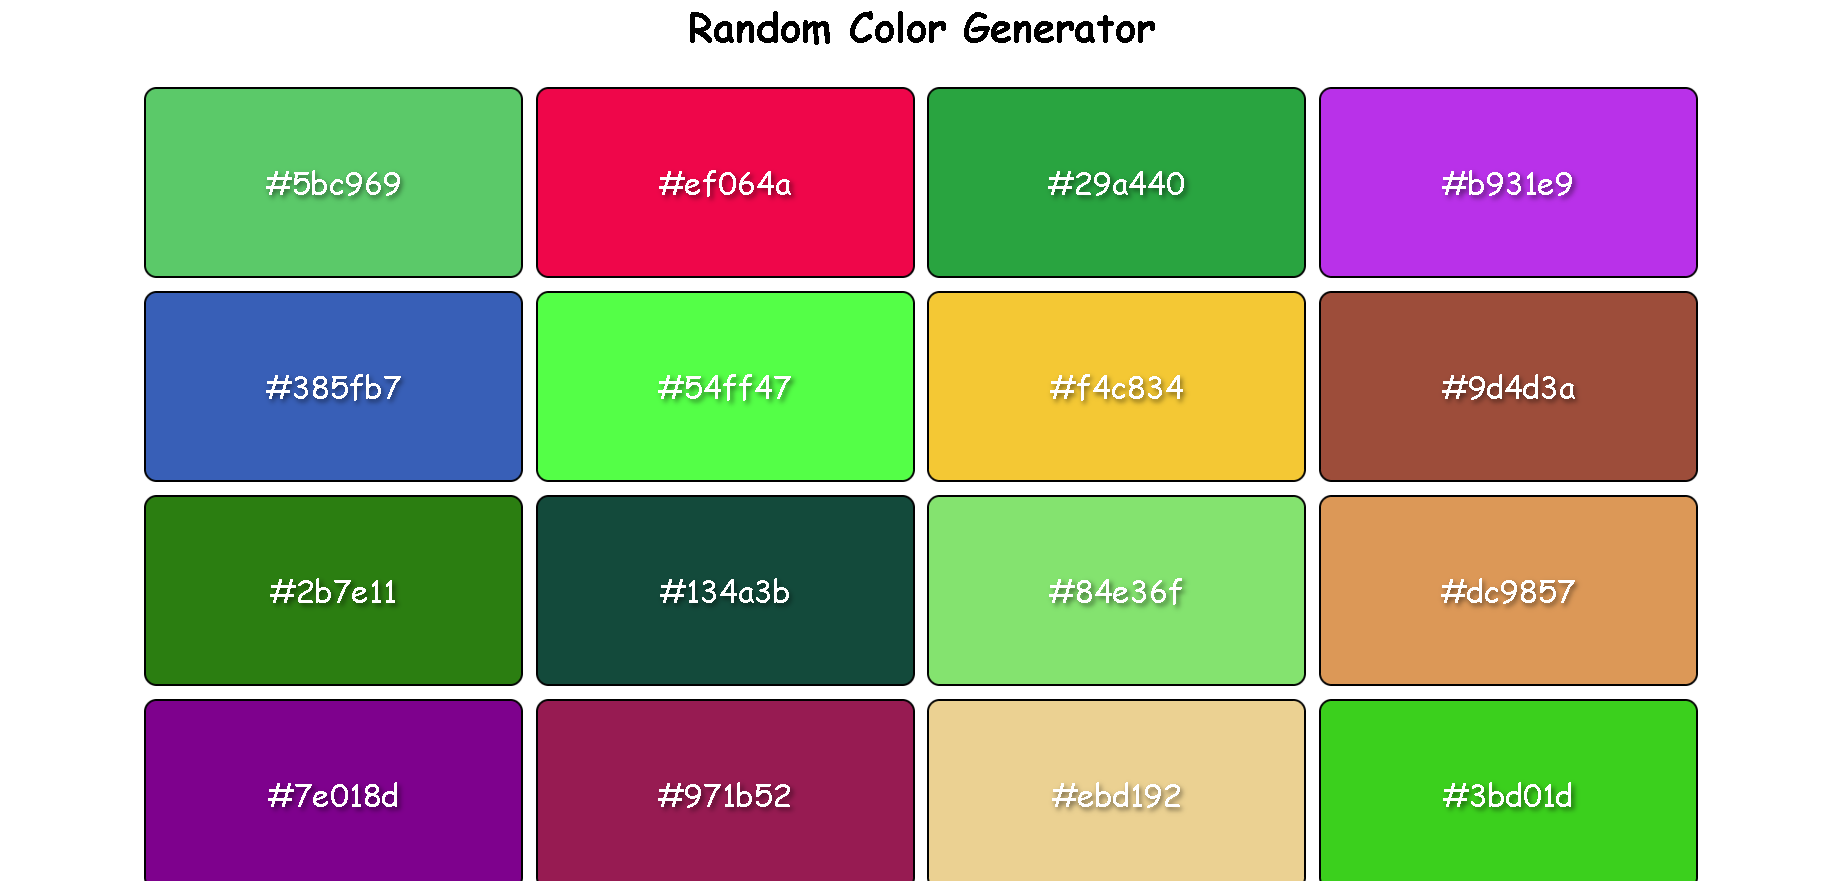 Random Color Generator
#5bc969
#ef064a
#29a440
#b931e9
#385fb7
#54ff47
#f4c834
#9d4d3a
#2b7e11
#134a3b
#84e36f
#dc9857
#7e018d
#971b52
#ebd192
#3bd01d